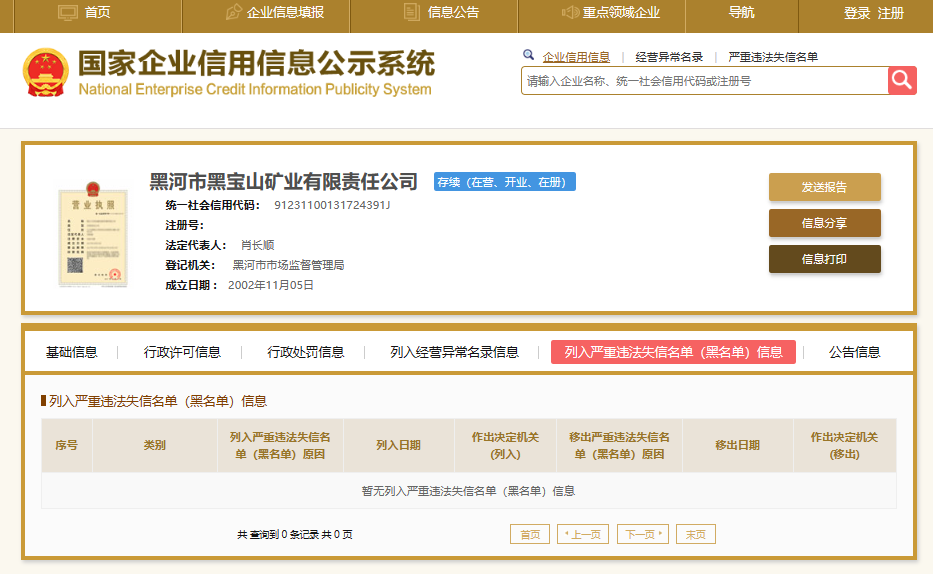 首页 企业信息填报 信息公告 重点领域企业 导航 登录 注册
国家企业信用信息公示系统
National Enterprise Credit Information Publicity System
企业信用信息 | 经营异常名录 | 严重违法失信名单
请输入企业名称、统一社会信用代码或注册号
黑河市黑宝山矿业有限责任公司 存续（在营、开业、在册）
统一社会信用代码： 91231100131724391J
注册号：
法定代表人： 肖长顺
登记机关： 黑河市市场监督管理局
成立日期： 2002年11月05日
营业执照
发送报告
信息分享
信息打印
基础信息 | 行政许可信息 | 行政处罚信息 | 列入经营异常名录信息 | 列入严重违法失信名单（黑名单）信息 | 公告信息
列入严重违法失信名单（黑名单）信息
序号 类别 列入严重违法失信名单（黑名单）原因 列入日期 作出决定机关(列入) 移出严重违法失信名单（黑名单）原因 移出日期 作出决定机关(移出)
暂无列入严重违法失信名单（黑名单）信息
共 查询到 0 条记录 共 0 页 首页 上一页 下一页 末页